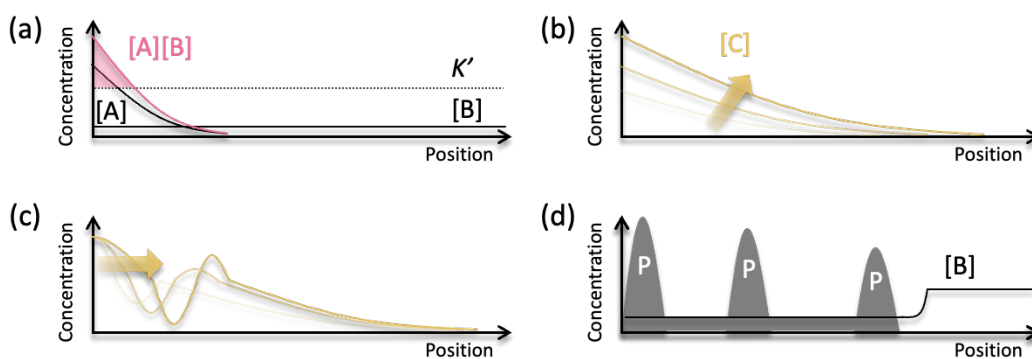 (a)
Concentration
[A][B]
K’
[A]
[B]
Position
(b)
Concentration
[C]
Position
(c)
Concentration
Position
(d)
Concentration
P
P
P
[B]
Position